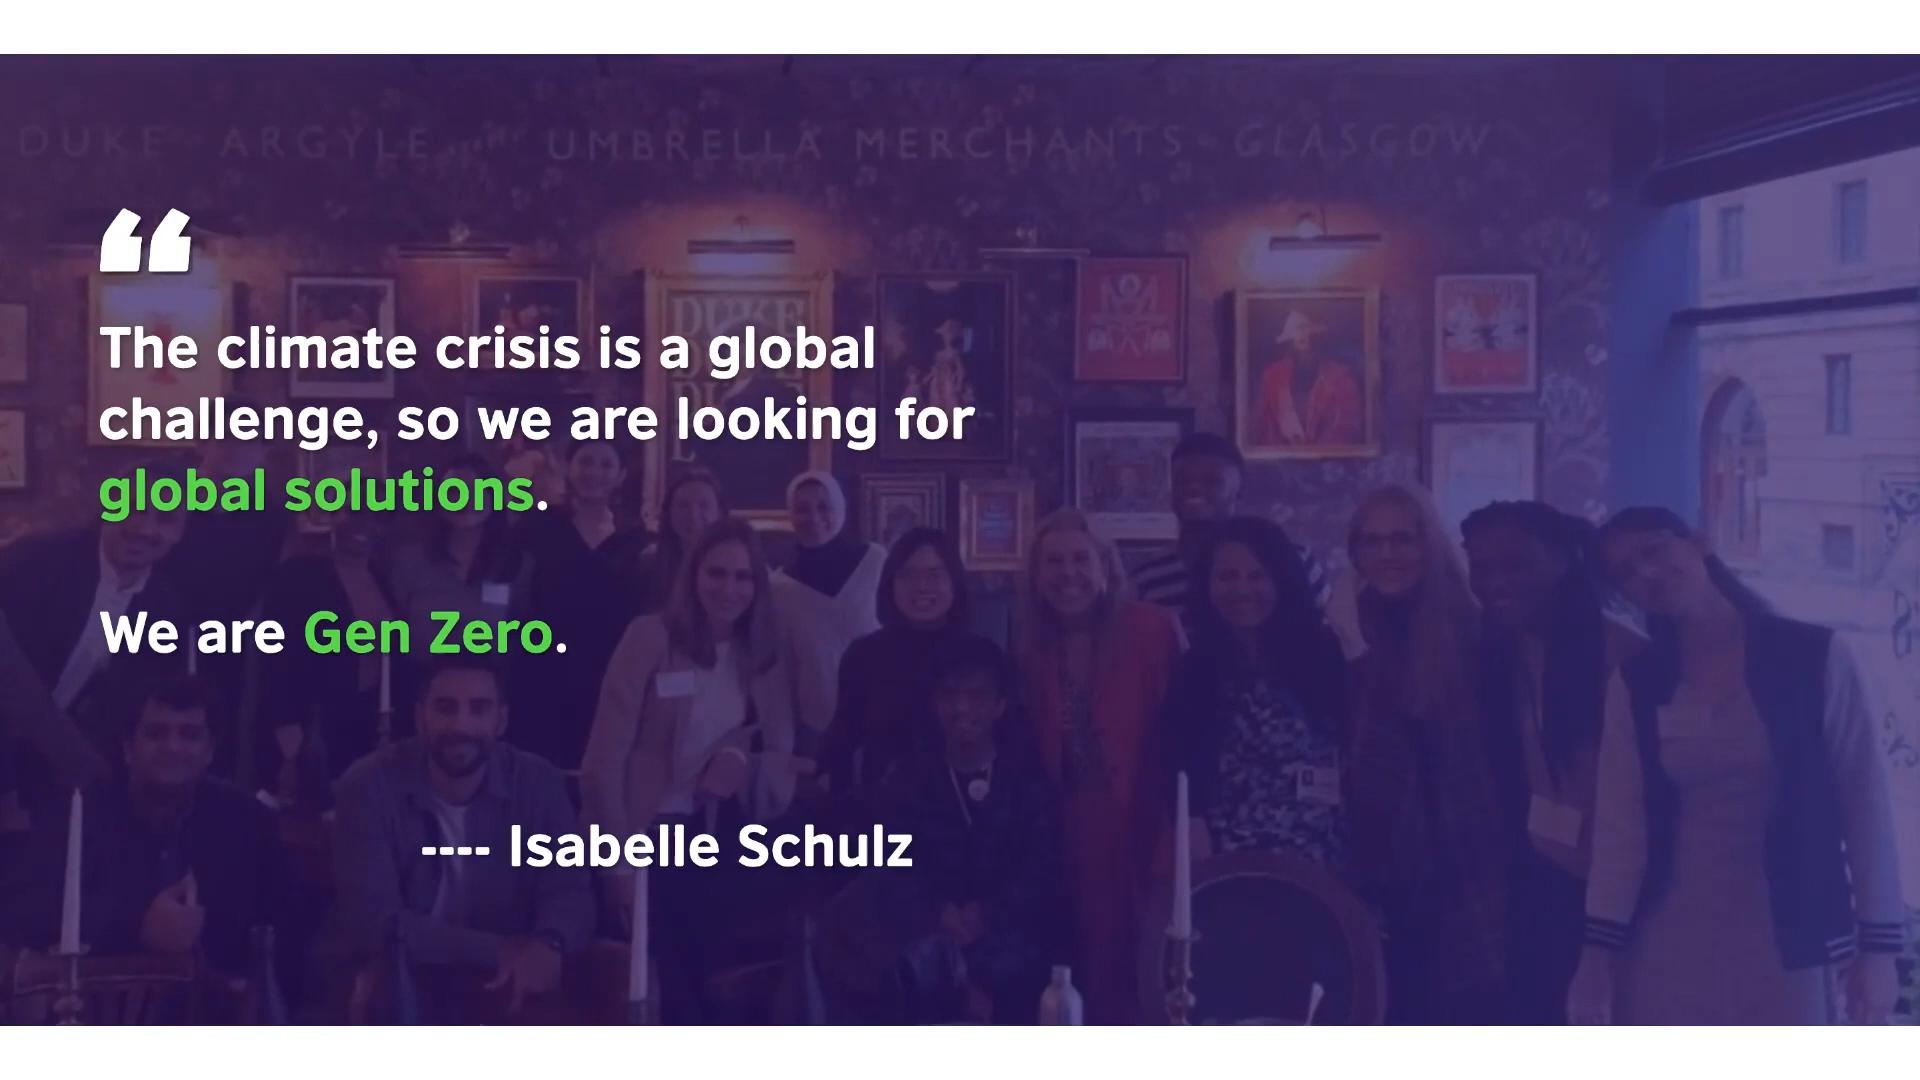 DUKE ARGYLE UMBRELLA MERCHANTS GLASGOW
“
The climate crisis is a global
challenge, so we are looking for
global solutions.
We are Gen Zero.
---- Isabelle Schulz
DUKE